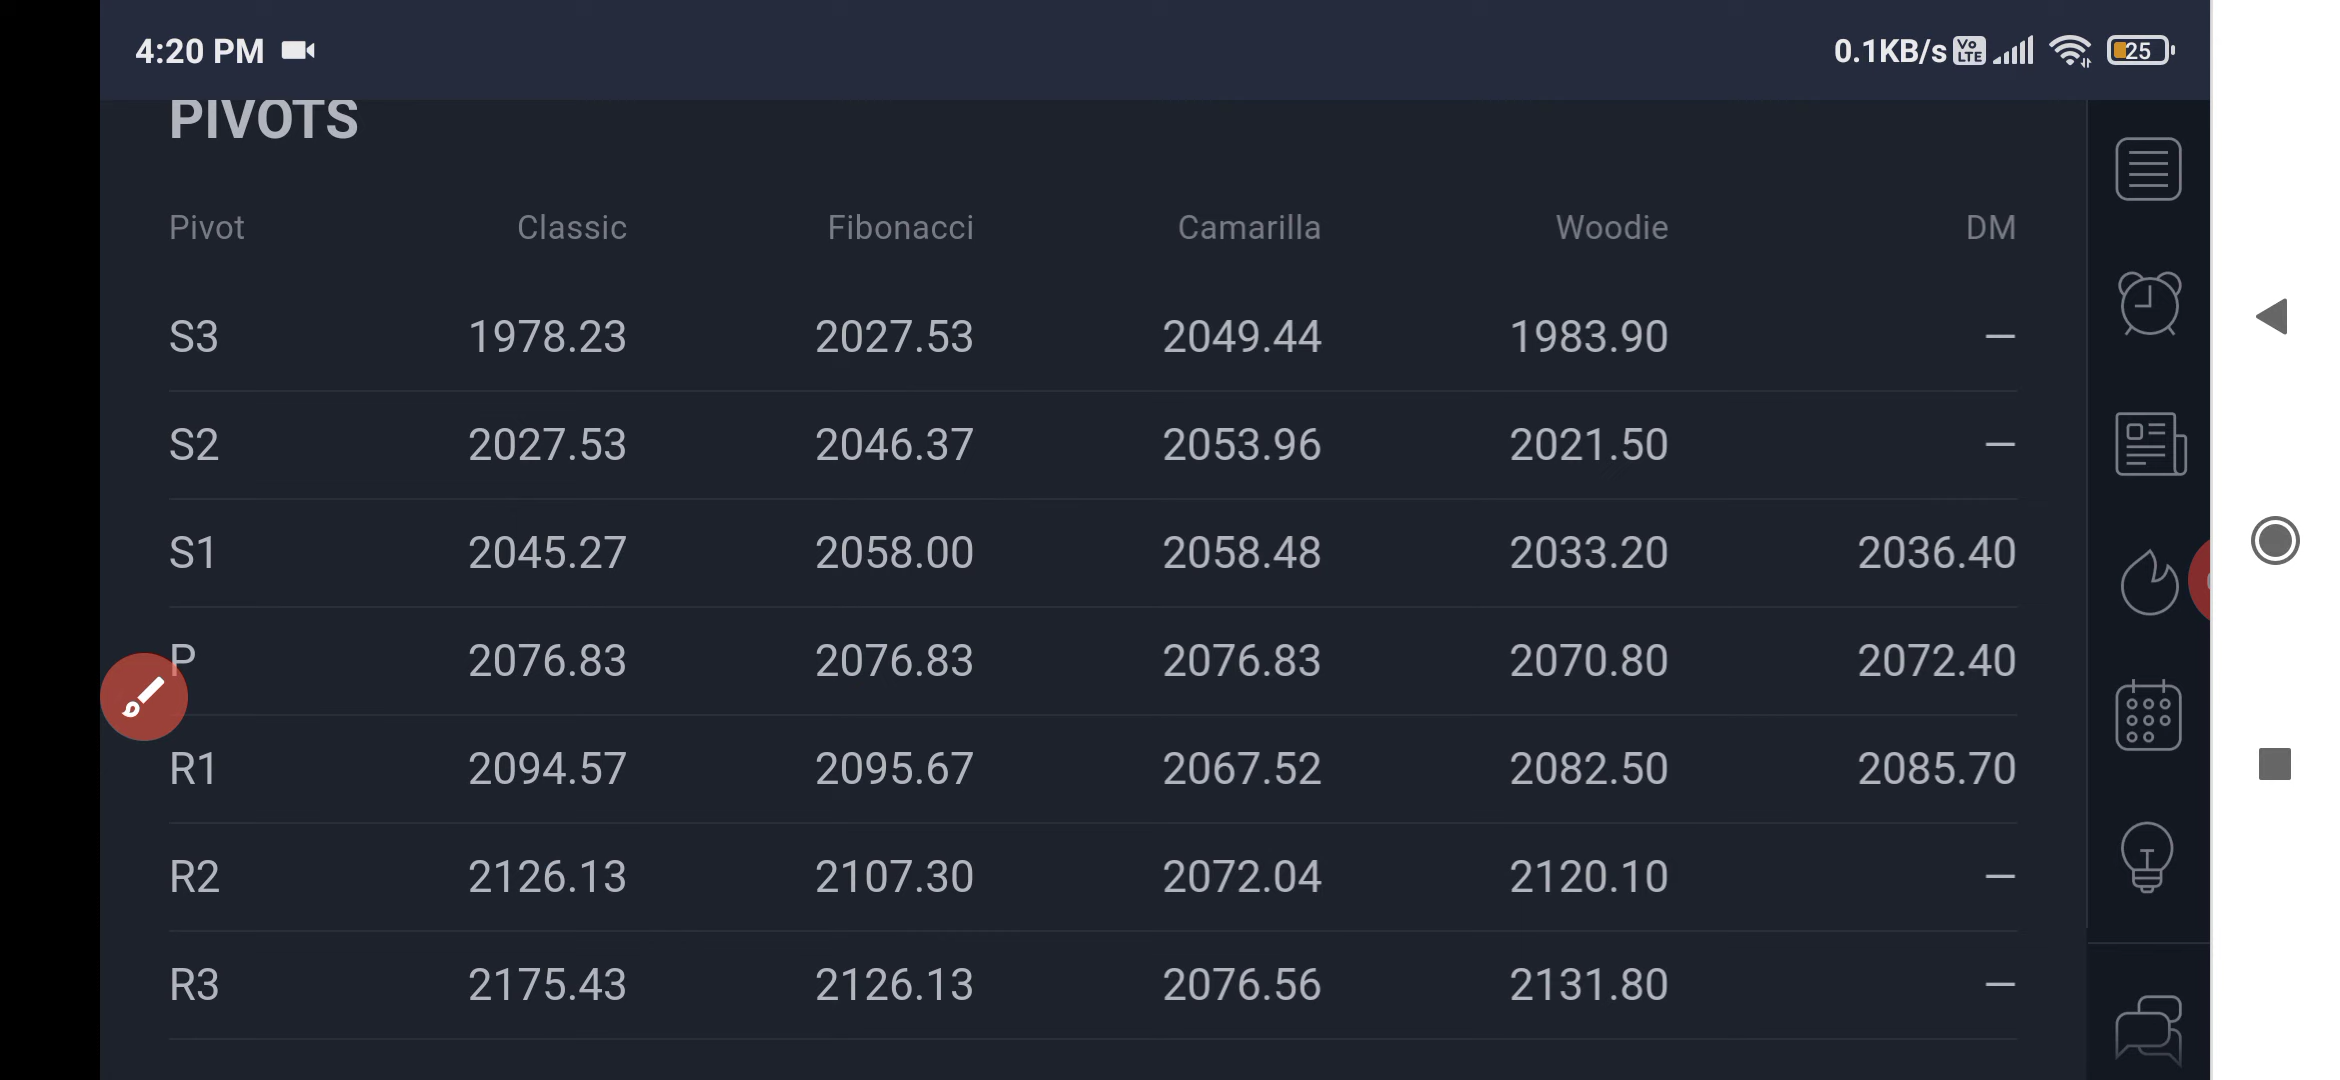 4:20 PM 0.1KB/s Vo LTE 25
PIVOTS
Pivot Classic Fibonacci Camarilla Woodie DM
S3 1978.23 2027.53 2049.44 1983.90 —
S2 2027.53 2046.37 2053.96 2021.50 —
S1 2045.27 2058.00 2058.48 2033.20 2036.40
P 2076.83 2076.83 2076.83 2070.80 2072.40
R1 2094.57 2095.67 2067.52 2082.50 2085.70
R2 2126.13 2107.30 2072.04 2120.10 —
R3 2175.43 2126.13 2076.56 2131.80 —